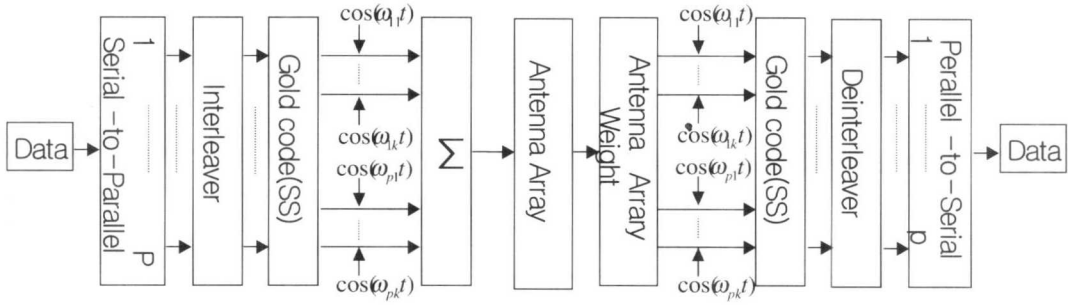 Data
Serial -to-Parallel
1
P
Interleaver
Gold code(SS)
cos(ω₁₁t)
cos(ω₁ₖt)
cos(ωₚ₁t)
cos(ωₚₖt)
Σ
Antenna Array
Antenna Arrary
Weight
cos(ω₁₁t)
cos(ω₁ₖt)
cos(ωₚ₁t)
cos(ωₚₖt)
Gold code(SS)
Deinterleaver
Perallel -to-Serial
1
p
Data